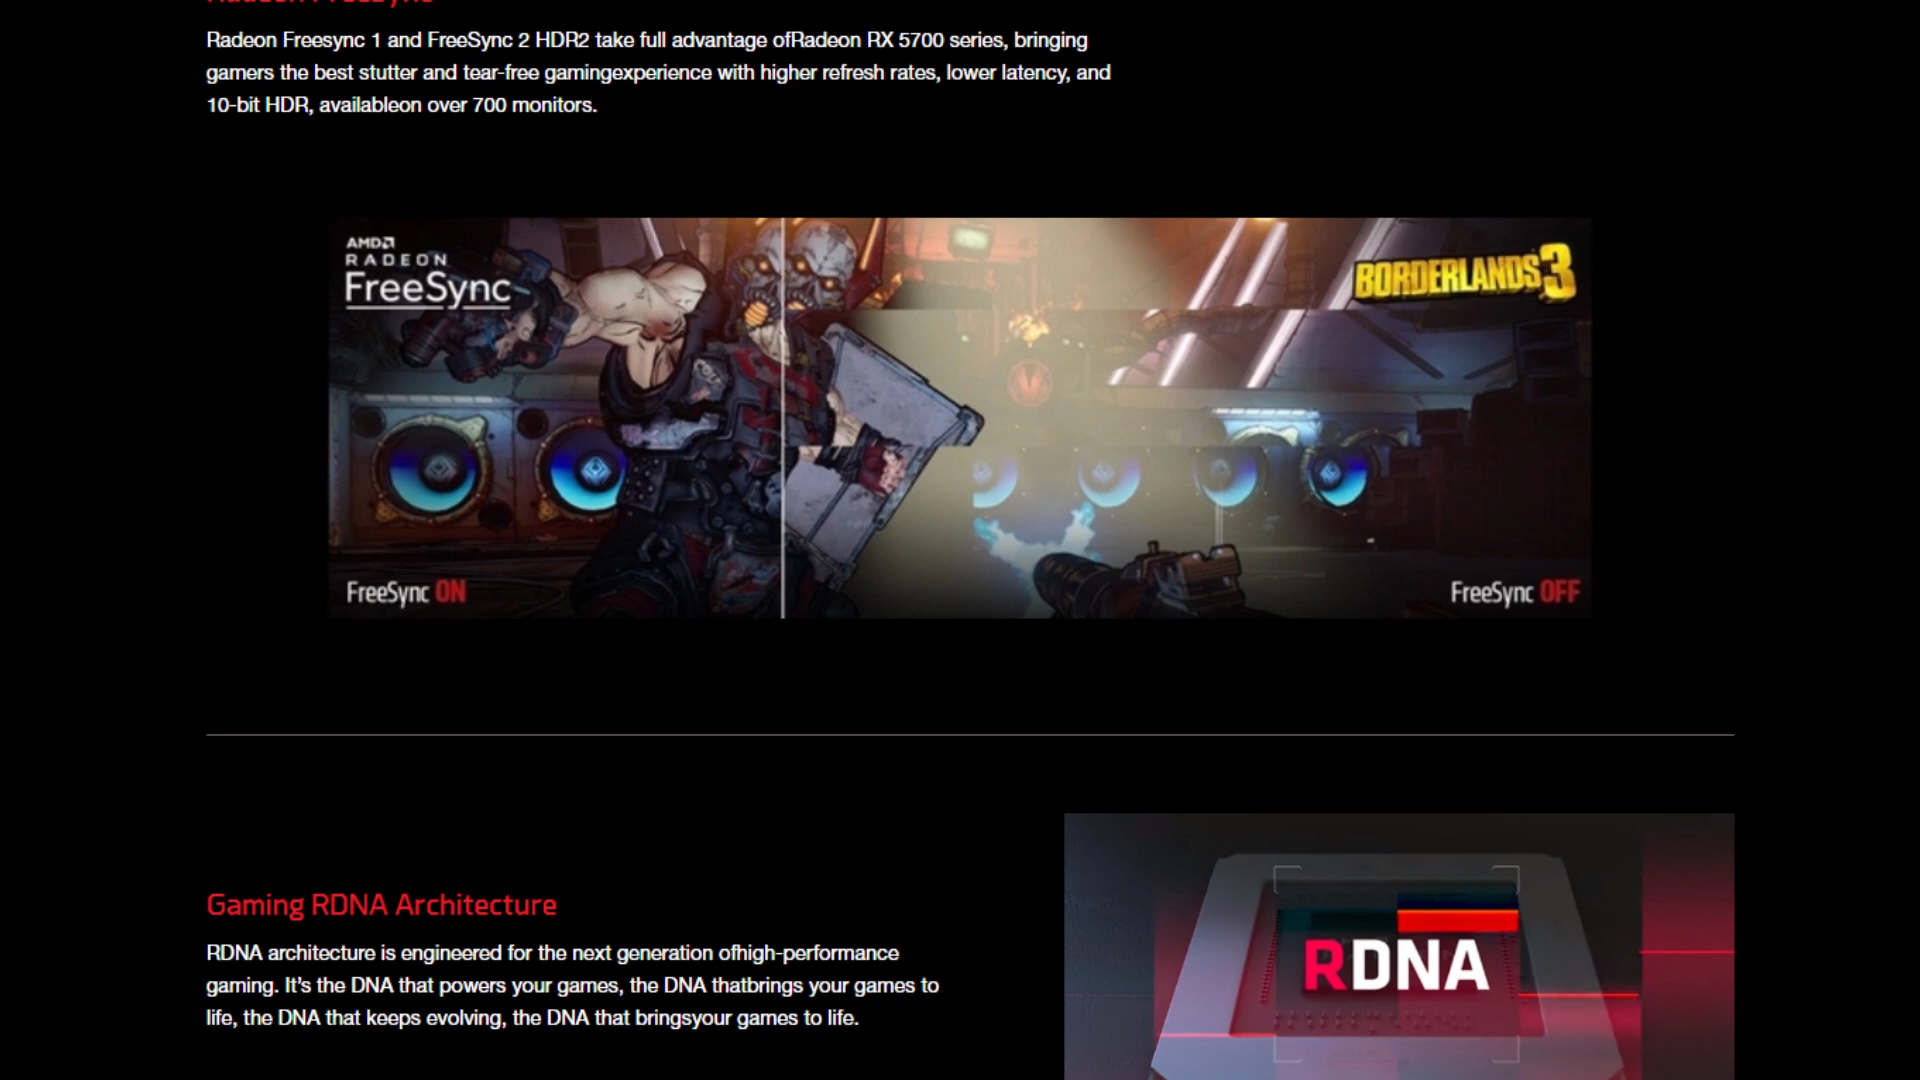 Radeon FreeSync
Radeon Freesync 1 and FreeSync 2 HDR2 take full advantage ofRadeon RX 5700 series, bringing
gamers the best stutter and tear-free gamingexperience with higher refresh rates, lower latency, and
10-bit HDR, availableon over 700 monitors.
AMD
RADEON
FreeSync
BORDERLANDS 3
FreeSync ON
FreeSync OFF
Gaming RDNA Architecture
RDNA architecture is engineered for the next generation ofhigh-performance
gaming. It’s the DNA that powers your games, the DNA thatbrings your games to
life, the DNA that keeps evolving, the DNA that bringsyour games to life.
RDNA